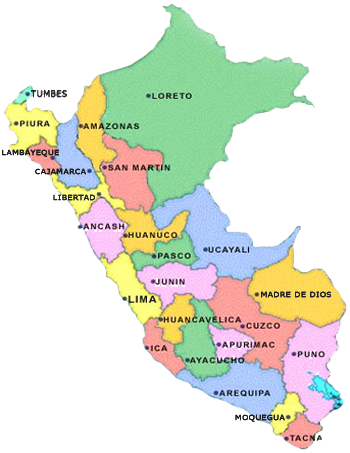 TUMBES
LORETO
PIURA
AMAZONAS
LAMBAYEQUE
SAN MARTIN
CAJAMARCA
LIBERTAD
ANCASH
HUANUCO
UCAYALI
PASCO
JUNIN
MADRE DE DIOS
LIMA
HUANCAVELICA
CUZCO
ICA
APURIMAC
PUNO
AYACUCHO
AREQUIPA
MOQUEGUA
TACNA